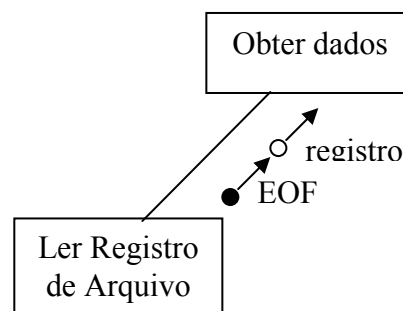 Obter dados
registro
EOF
Ler Registro
de Arquivo